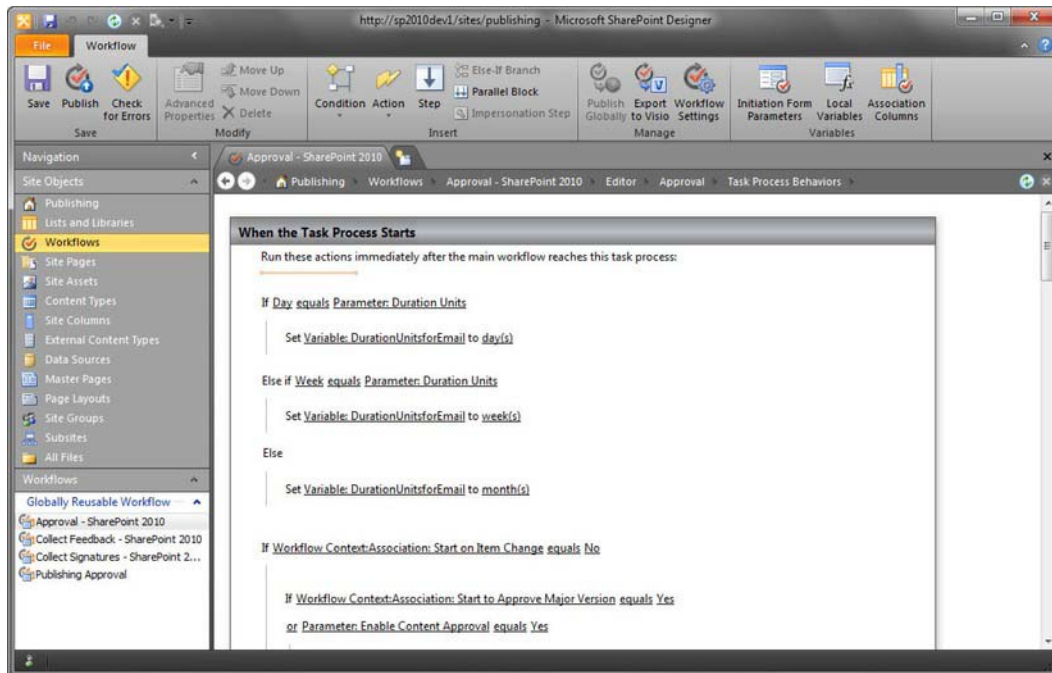 http://sp2010dev1/sites/publishing - Microsoft SharePoint Designer
File Workflow
Save Publish Check for Errors
Save
Advanced Properties
Move Up
Move Down
Delete
Modify
Condition Action Step
Else-If Branch
Parallel Block
Impersonation Step
Insert
Publish Globally Export to Visio Workflow Settings
Manage
Initiation Form Parameters Local Variables Association Columns
Variables
Navigation
Site Objects
Publishing
Lists and Libraries
Workflows
Site Pages
Site Assets
Content Types
Site Columns
External Content Types
Data Sources
Master Pages
Page Layouts
Site Groups
Subsites
All Files
Workflows
Globally Reusable Workflow
Approval - SharePoint 2010
Collect Feedback - SharePoint 2010
Collect Signatures - SharePoint 2...
Publishing Approval
Approval - SharePoint 2010
Publishing Workflows Approval - SharePoint 2010 Editor Approval Task Process Behaviors
When the Task Process Starts
Run these actions immediately after the main workflow reaches this task process:
If Day equals Parameter: Duration Units
Set Variable: DurationUnitsforEmail to day(s)
Else if Week equals Parameter: Duration Units
Set Variable: DurationUnitsforEmail to week(s)
Else
Set Variable: DurationUnitsforEmail to month(s)
If Workflow Context:Association: Start on Item Change equals No
If Workflow Context:Association: Start to Approve Major Version equals Yes
or Parameter: Enable Content Approval equals Yes